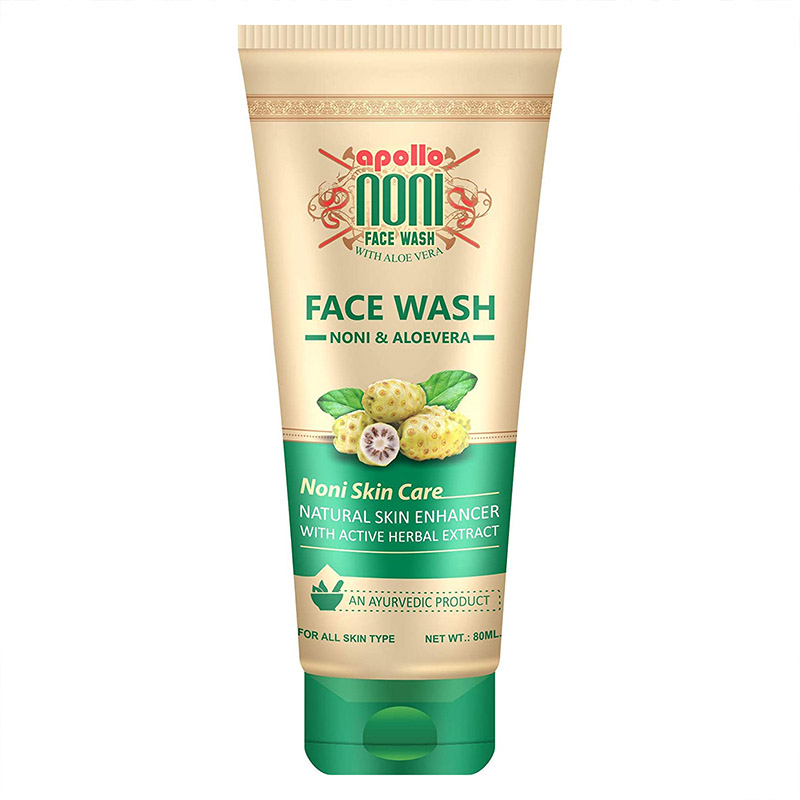 apollo
NONI
FACE WASH
WITH ALOE VERA
FACE WASH
NONI & ALOEVERA
Noni Skin Care
NATURAL SKIN ENHANCER
WITH ACTIVE HERBAL EXTRACT
AN AYURVEDIC PRODUCT
FOR ALL SKIN TYPE NET WT.: 80ML.